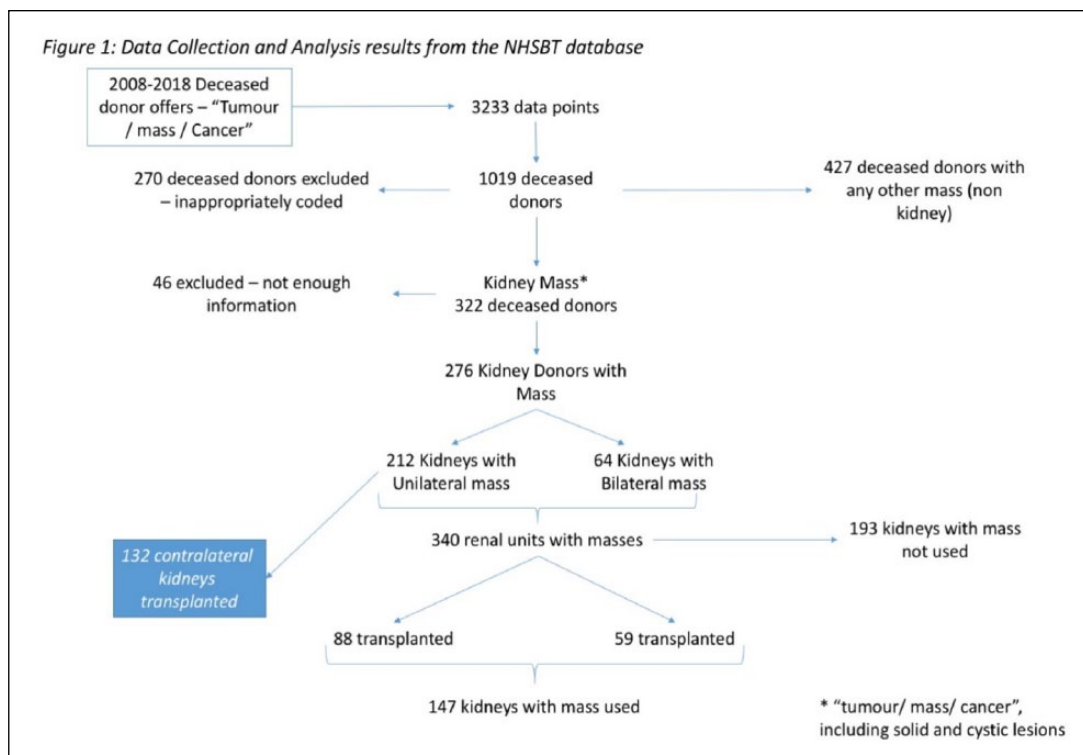 Figure 1: Data Collection and Analysis results from the NHSBT database
2008-2018 Deceased
donor offers – “Tumour
/ mass / Cancer”
3233 data points
270 deceased donors excluded
– inappropriately coded
1019 deceased
donors
427 deceased donors with
any other mass (non
kidney)
46 excluded – not enough
information
Kidney Mass*
322 deceased donors
276 Kidney Donors with
Mass
212 Kidneys with
Unilateral mass
64 Kidneys with
Bilateral mass
340 renal units with masses
193 kidneys with mass
not used
132 contralateral
kidneys
transplanted
88 transplanted
59 transplanted
147 kidneys with mass used
* “tumour/ mass/ cancer”,
including solid and cystic lesions